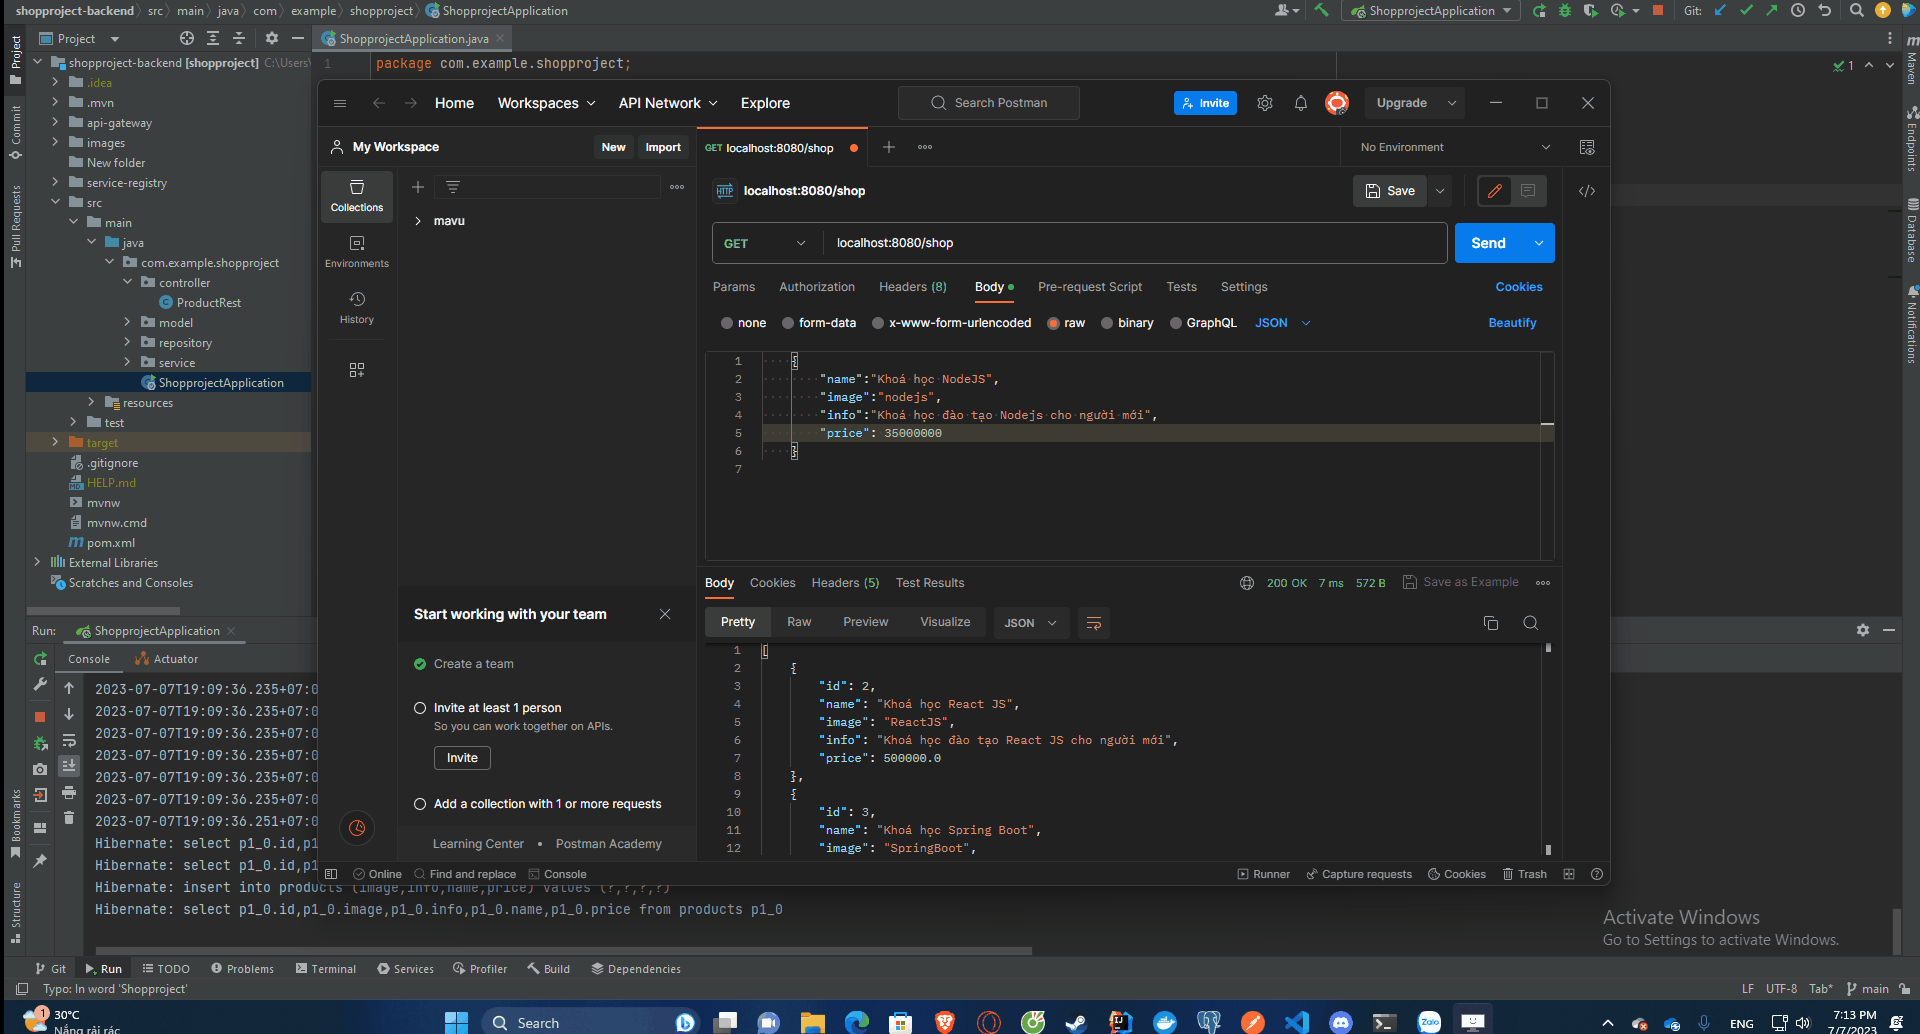 shopproject-backend src main java com example shopproject ShopprojectApplication
ShopprojectApplication Git:
Project
ShopprojectApplication.java
shopproject-backend [shopproject] C:\Users\
1 package com.example.shopproject;
1
.idea
.mvn
api-gateway
images
New folder
service-registry
src
main
java
com.example.shopproject
controller
ProductRest
model
repository
service
ShopprojectApplication
resources
test
target
.gitignore
HELP.md
mvnw
mvnw.cmd
pom.xml
External Libraries
Scratches and Consoles
Project
Commit
Pull Requests
Bookmarks
Structure
Maven
Endpoints
Database
Notifications
Home Workspaces API Network Explore Search Postman Invite Upgrade
My Workspace New Import
GET localhost:8080/shop No Environment
Collections
Environments
History
mavu
HTTP localhost:8080/shop Save
GET localhost:8080/shop Send
Params Authorization Headers (8) Body Pre-request Script Tests Settings Cookies
none form-data x-www-form-urlencoded raw binary GraphQL JSON Beautify
1 {
2 "name":"Khoá học NodeJS",
3 "image":"nodejs",
4 "info":"Khoá học đào tạo Nodejs cho người mới",
5 "price": 35000000
6 }
7
Body Cookies Headers (5) Test Results 200 OK 7 ms 572 B Save as Example
Pretty Raw Preview Visualize JSON
1 [
2 {
3 "id": 2,
4 "name": "Khoá học React JS",
5 "image": "ReactJS",
6 "info": "Khoá học đào tạo React JS cho người mới",
7 "price": 500000.0
8 },
9 {
10 "id": 3,
11 "name": "Khoá học Spring Boot",
12 "image": "SpringBoot",
Start working with your team
Create a team
Invite at least 1 person
So you can work together on APIs.
Invite
Add a collection with 1 or more requests
Learning Center • Postman Academy
Online Find and replace Console Runner Capture requests Cookies Trash
Run: ShopprojectApplication
Console Actuator
2023-07-07T19:09:36.235+07:0
2023-07-07T19:09:36.235+07:0
2023-07-07T19:09:36.235+07:0
2023-07-07T19:09:36.235+07:0
2023-07-07T19:09:36.235+07:0
2023-07-07T19:09:36.235+07:0
2023-07-07T19:09:36.251+07:0
Hibernate: select p1_0.id,p1
Hibernate: select p1_0.id,p1
Hibernate: insert into products (image,info,name,price) values (?,?,?,?)
Hibernate: select p1_0.id,p1_0.image,p1_0.info,p1_0.name,p1_0.price from products p1_0
Activate Windows
Go to Settings to activate Windows.
Git Run TODO Problems Terminal Services Profiler Build Dependencies
Typo: In word 'Shopproject' LF UTF-8 Tab* main
1 30°C
Nắng rải rác
Search
Zalo
ENG
7:13 PM
7/7/2023